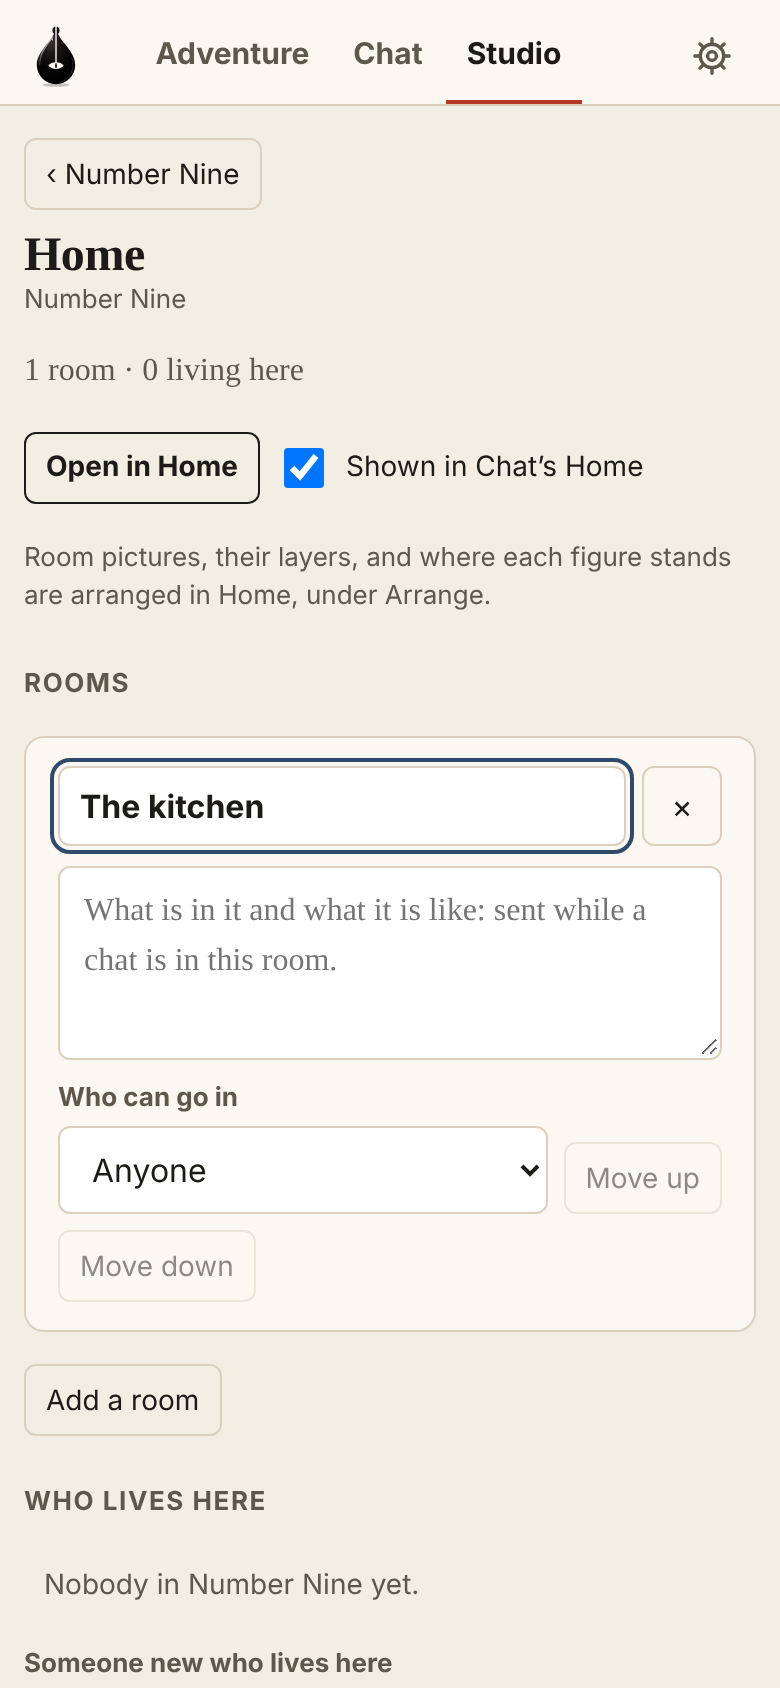 Adventure Chat Studio
‹ Number Nine
Home
Number Nine
1 room · 0 living here
Open in Home Shown in Chat’s Home
Room pictures, their layers, and where each figure stands
are arranged in Home, under Arrange.
ROOMS
The kitchen ×
What is in it and what it is like: sent while a
chat is in this room.
Who can go in
Anyone Move up
Move down
Add a room
WHO LIVES HERE
Nobody in Number Nine yet.
Someone new who lives here